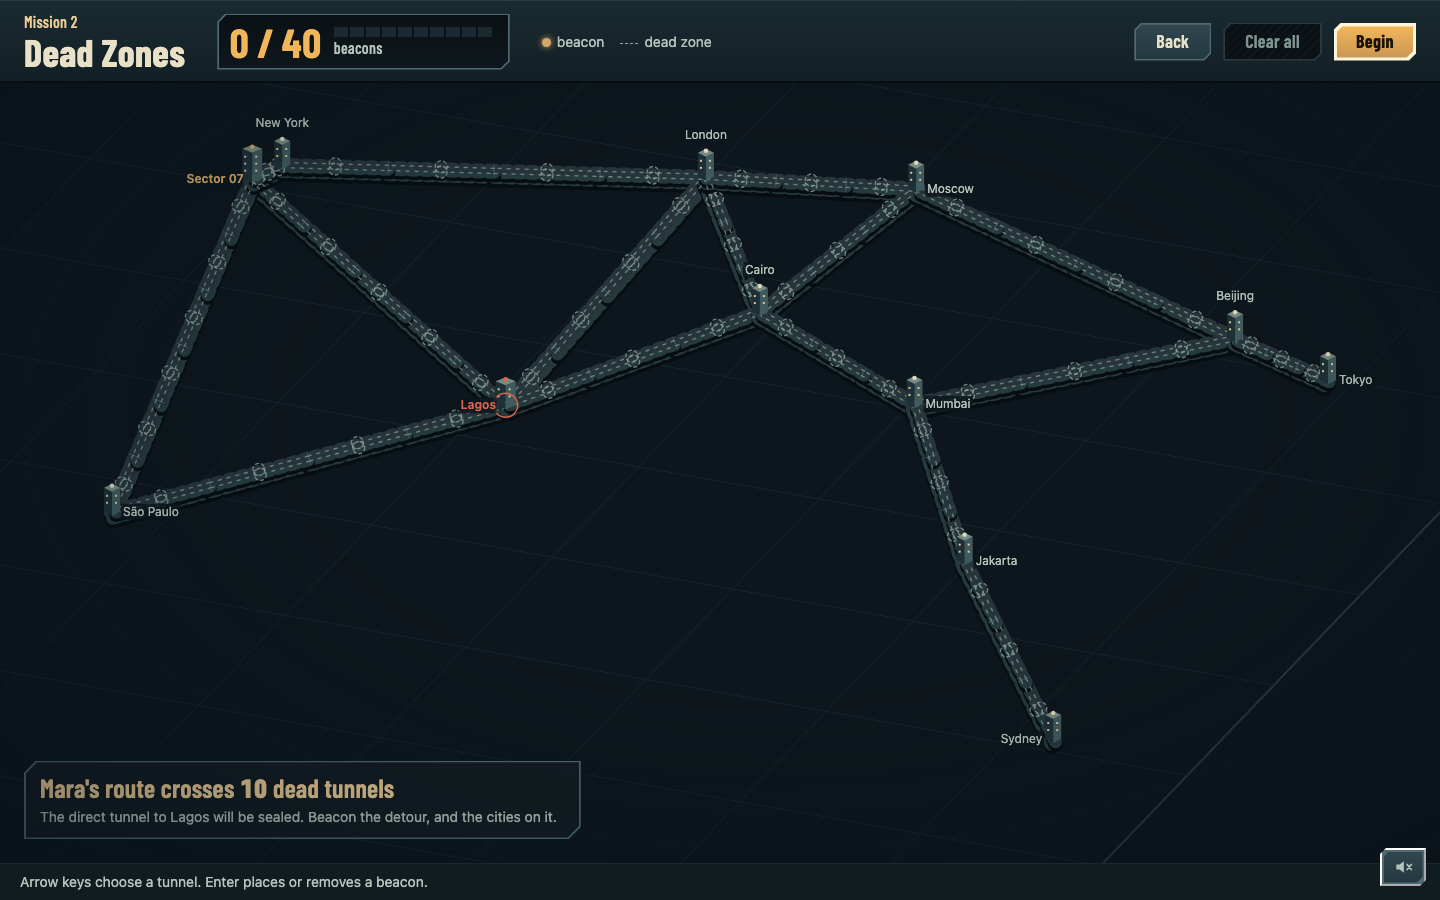 Mission 2
Dead Zones
0 / 40
beacons
beacon
dead zone
Back
Clear all
Begin
New York
London
Sector 07
Moscow
Cairo
Beijing
Tokyo
Lagos
Mumbai
São Paulo
Jakarta
Sydney
Mara's route crosses 10 dead tunnels
The direct tunnel to Lagos will be sealed. Beacon the detour, and the cities on it.
Arrow keys choose a tunnel. Enter places or removes a beacon.